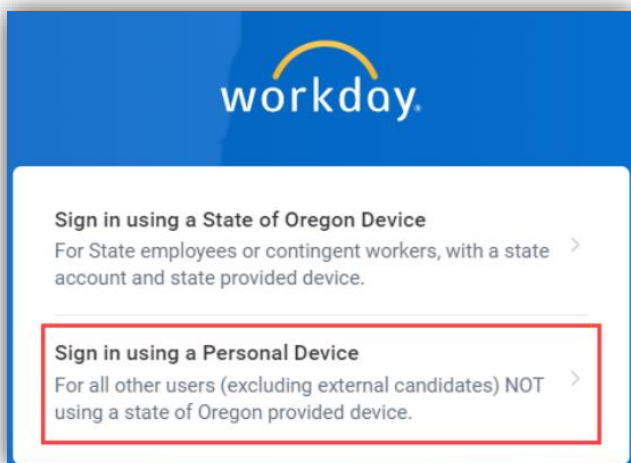 workday.
Sign in using a State of Oregon Device
For State employees or contingent workers, with a state
account and state provided device.
Sign in using a Personal Device
For all other users (excluding external candidates) NOT
using a state of Oregon provided device.